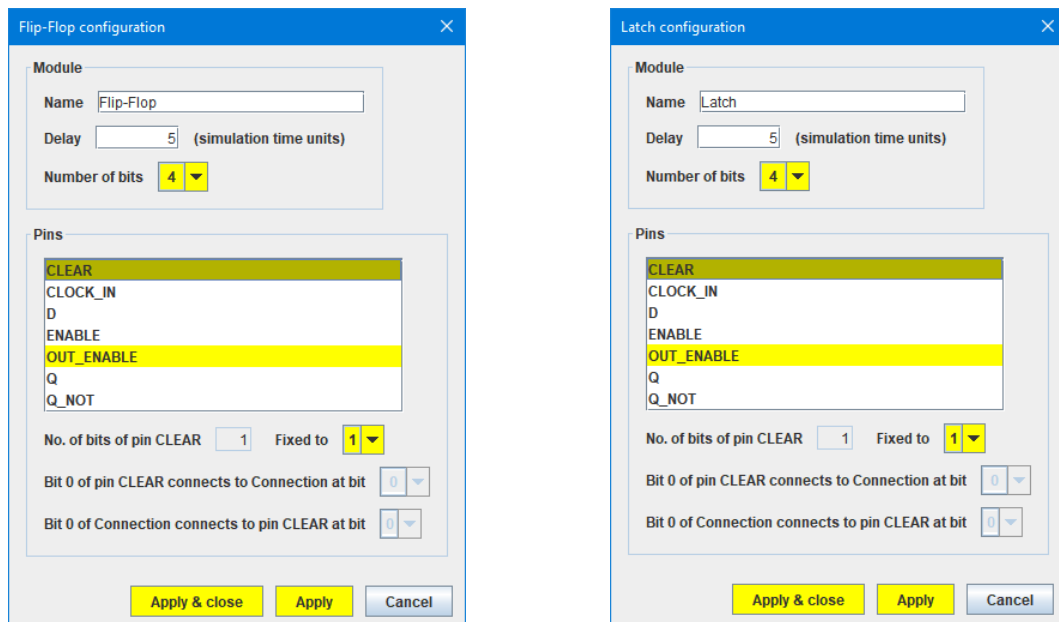 Flip-Flop configuration
Module
Name Flip-Flop
Delay 5 (simulation time units)
Number of bits 4
Pins
CLEAR
CLOCK_IN
D
ENABLE
OUT_ENABLE
Q
Q_NOT
No. of bits of pin CLEAR 1 Fixed to 1
Bit 0 of pin CLEAR connects to Connection at bit 0
Bit 0 of Connection connects to pin CLEAR at bit 0
Apply & close Apply Cancel
Latch configuration
Module
Name Latch
Delay 5 (simulation time units)
Number of bits 4
Pins
CLEAR
CLOCK_IN
D
ENABLE
OUT_ENABLE
Q
Q_NOT
No. of bits of pin CLEAR 1 Fixed to 1
Bit 0 of pin CLEAR connects to Connection at bit 0
Bit 0 of Connection connects to pin CLEAR at bit 0
Apply & close Apply Cancel